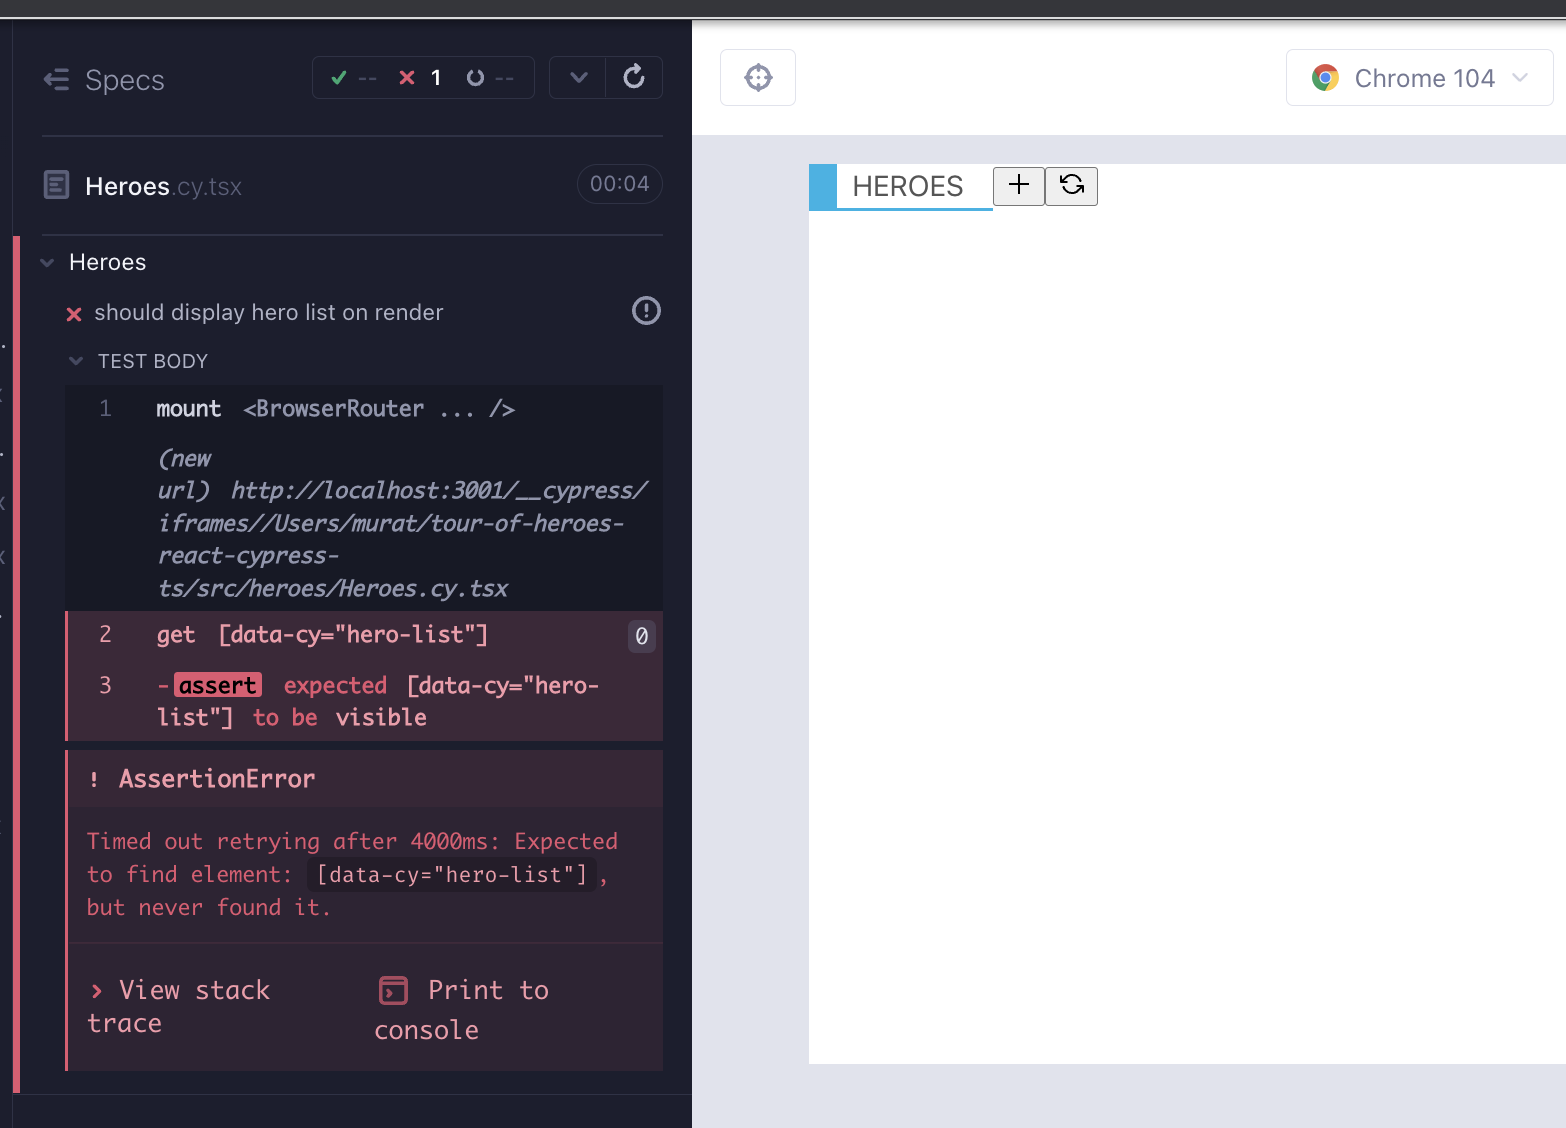 Specs
-- 1 --
Chrome 104
Heroes.cy.tsx
00:04
HEROES
Heroes
should display hero list on render
TEST BODY
1 mount <BrowserRouter ... />
(new
url) http://localhost:3001/__cypress/
iframes//Users/murat/tour-of-heroes-
react-cypress-
ts/src/heroes/Heroes.cy.tsx
2 get [data-cy="hero-list"] 0
3 -assert expected [data-cy="hero-
list"] to be visible
! AssertionError
Timed out retrying after 4000ms: Expected
to find element: [data-cy="hero-list"],
but never found it.
> View stack
trace
Print to
console